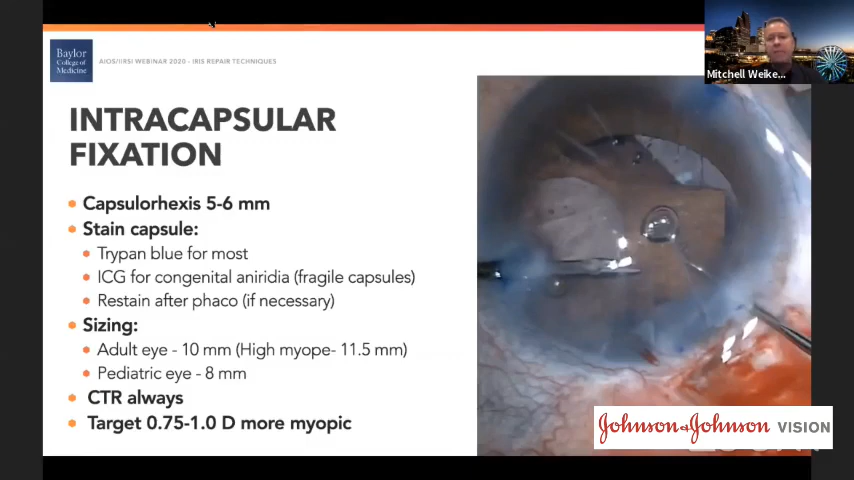 Baylor
College of
Medicine
AIOS/IIRSI WEBINAR 2020 - IRIS REPAIR TECHNIQUES
Mitchell Weike...
INTRACAPSULAR
FIXATION
Capsulorhexis 5-6 mm
Stain capsule:
Trypan blue for most
ICG for congenital aniridia (fragile capsules)
Restain after phaco (if necessary)
Sizing:
Adult eye - 10 mm (High myope- 11.5 mm)
Pediatric eye - 8 mm
CTR always
Target 0.75-1.0 D more myopic
Johnson & Johnson VISION